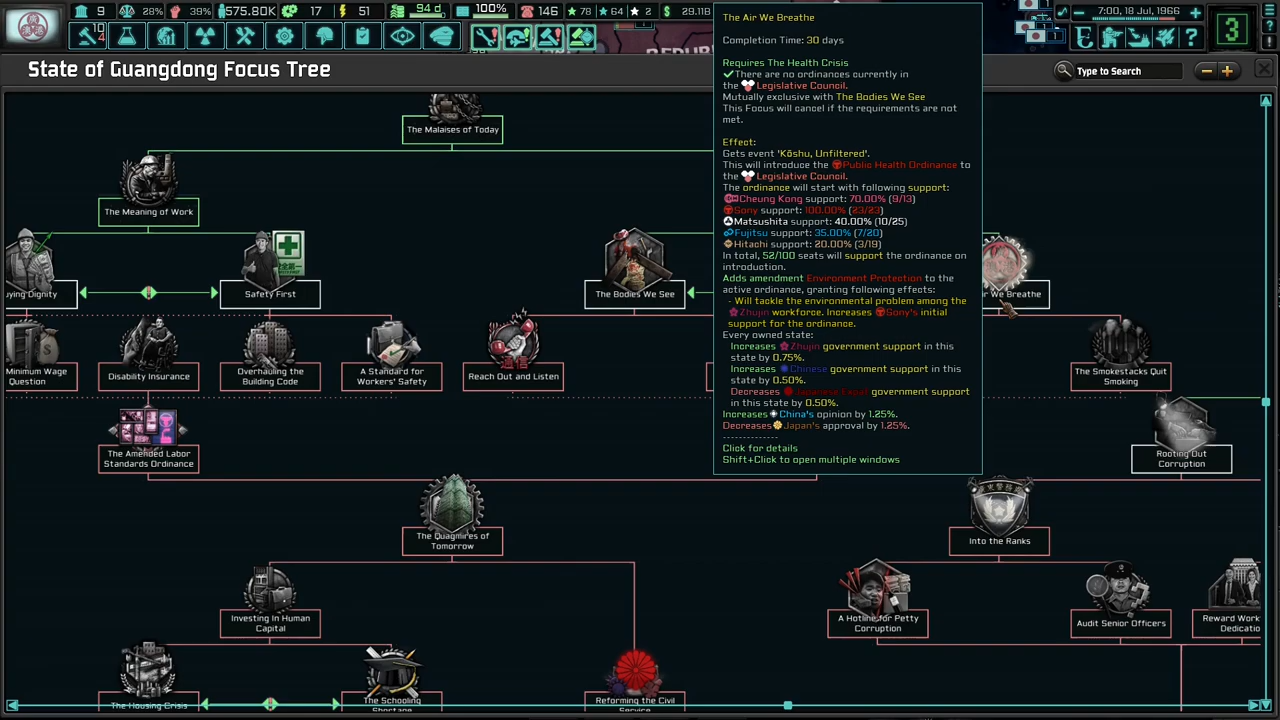 9
28%
39%
575.80K
17
51
94 d
100%
146
78
64
2
29.11B
7:00, 18 Jul, 1966
3
10
State of Guangdong Focus Tree
Type to Search
The Malaises of Today
The Meaning of Work
uying Dignity
Safety First
The Bodies We See
ir We Breathe
Minimum Wage
Question
Disability Insurance
Overhauling the
Building Code
A Standard for
Workers' Safety
Reach Out and Listen
The Smokestacks Quit
Smoking
The Amended Labor
Standards Ordinance
Rooting Out
Corruption
The Quagmires of
Tomorrow
Into the Ranks
Investing In Human
Capital
A Hotline for Petty
Corruption
Audit Senior Officers
Reward Work
Dedicatio
The Housing Crisis
The Schooling
Shortage
Reforming the Civil
Service
The Air We Breathe
Completion Time: 30 days
Requires The Health Crisis
There are no ordinances currently in
the Legislative Council.
Mutually exclusive with The Bodies We See
This Focus will cancel if the requirements are not
met.
Effect:
Gets event 'Kōshu, Unfiltered'.
This will introduce the Public Health Ordinance to
the Legislative Council.
The ordinance will start with following support:
Cheung Kong support: 70.00% (9/13)
Sony support: 100.00% (23/23)
Matsushita support: 40.00% (10/25)
Fujitsu support: 35.00% (7/20)
Hitachi support: 20.00% (3/19)
In total, 52/100 seats will support the ordinance on
introduction.
Adds amendment Environment Protection to the
active ordinance, granting following effects:
- Will tackle the environmental problem among the
Zhujin workforce. Increases Sony's initial
support for the ordinance.
Every owned state:
Increases Zhujin government support in this
state by 0.75%.
Increases Chinese government support in this
state by 0.50%.
Decreases Japanese Expat government support
in this state by 0.50%.
Increases China's opinion by 1.25%.
Decreases Japan's approval by 1.25%.
--------------
Click for details
Shift+Click to open multiple windows